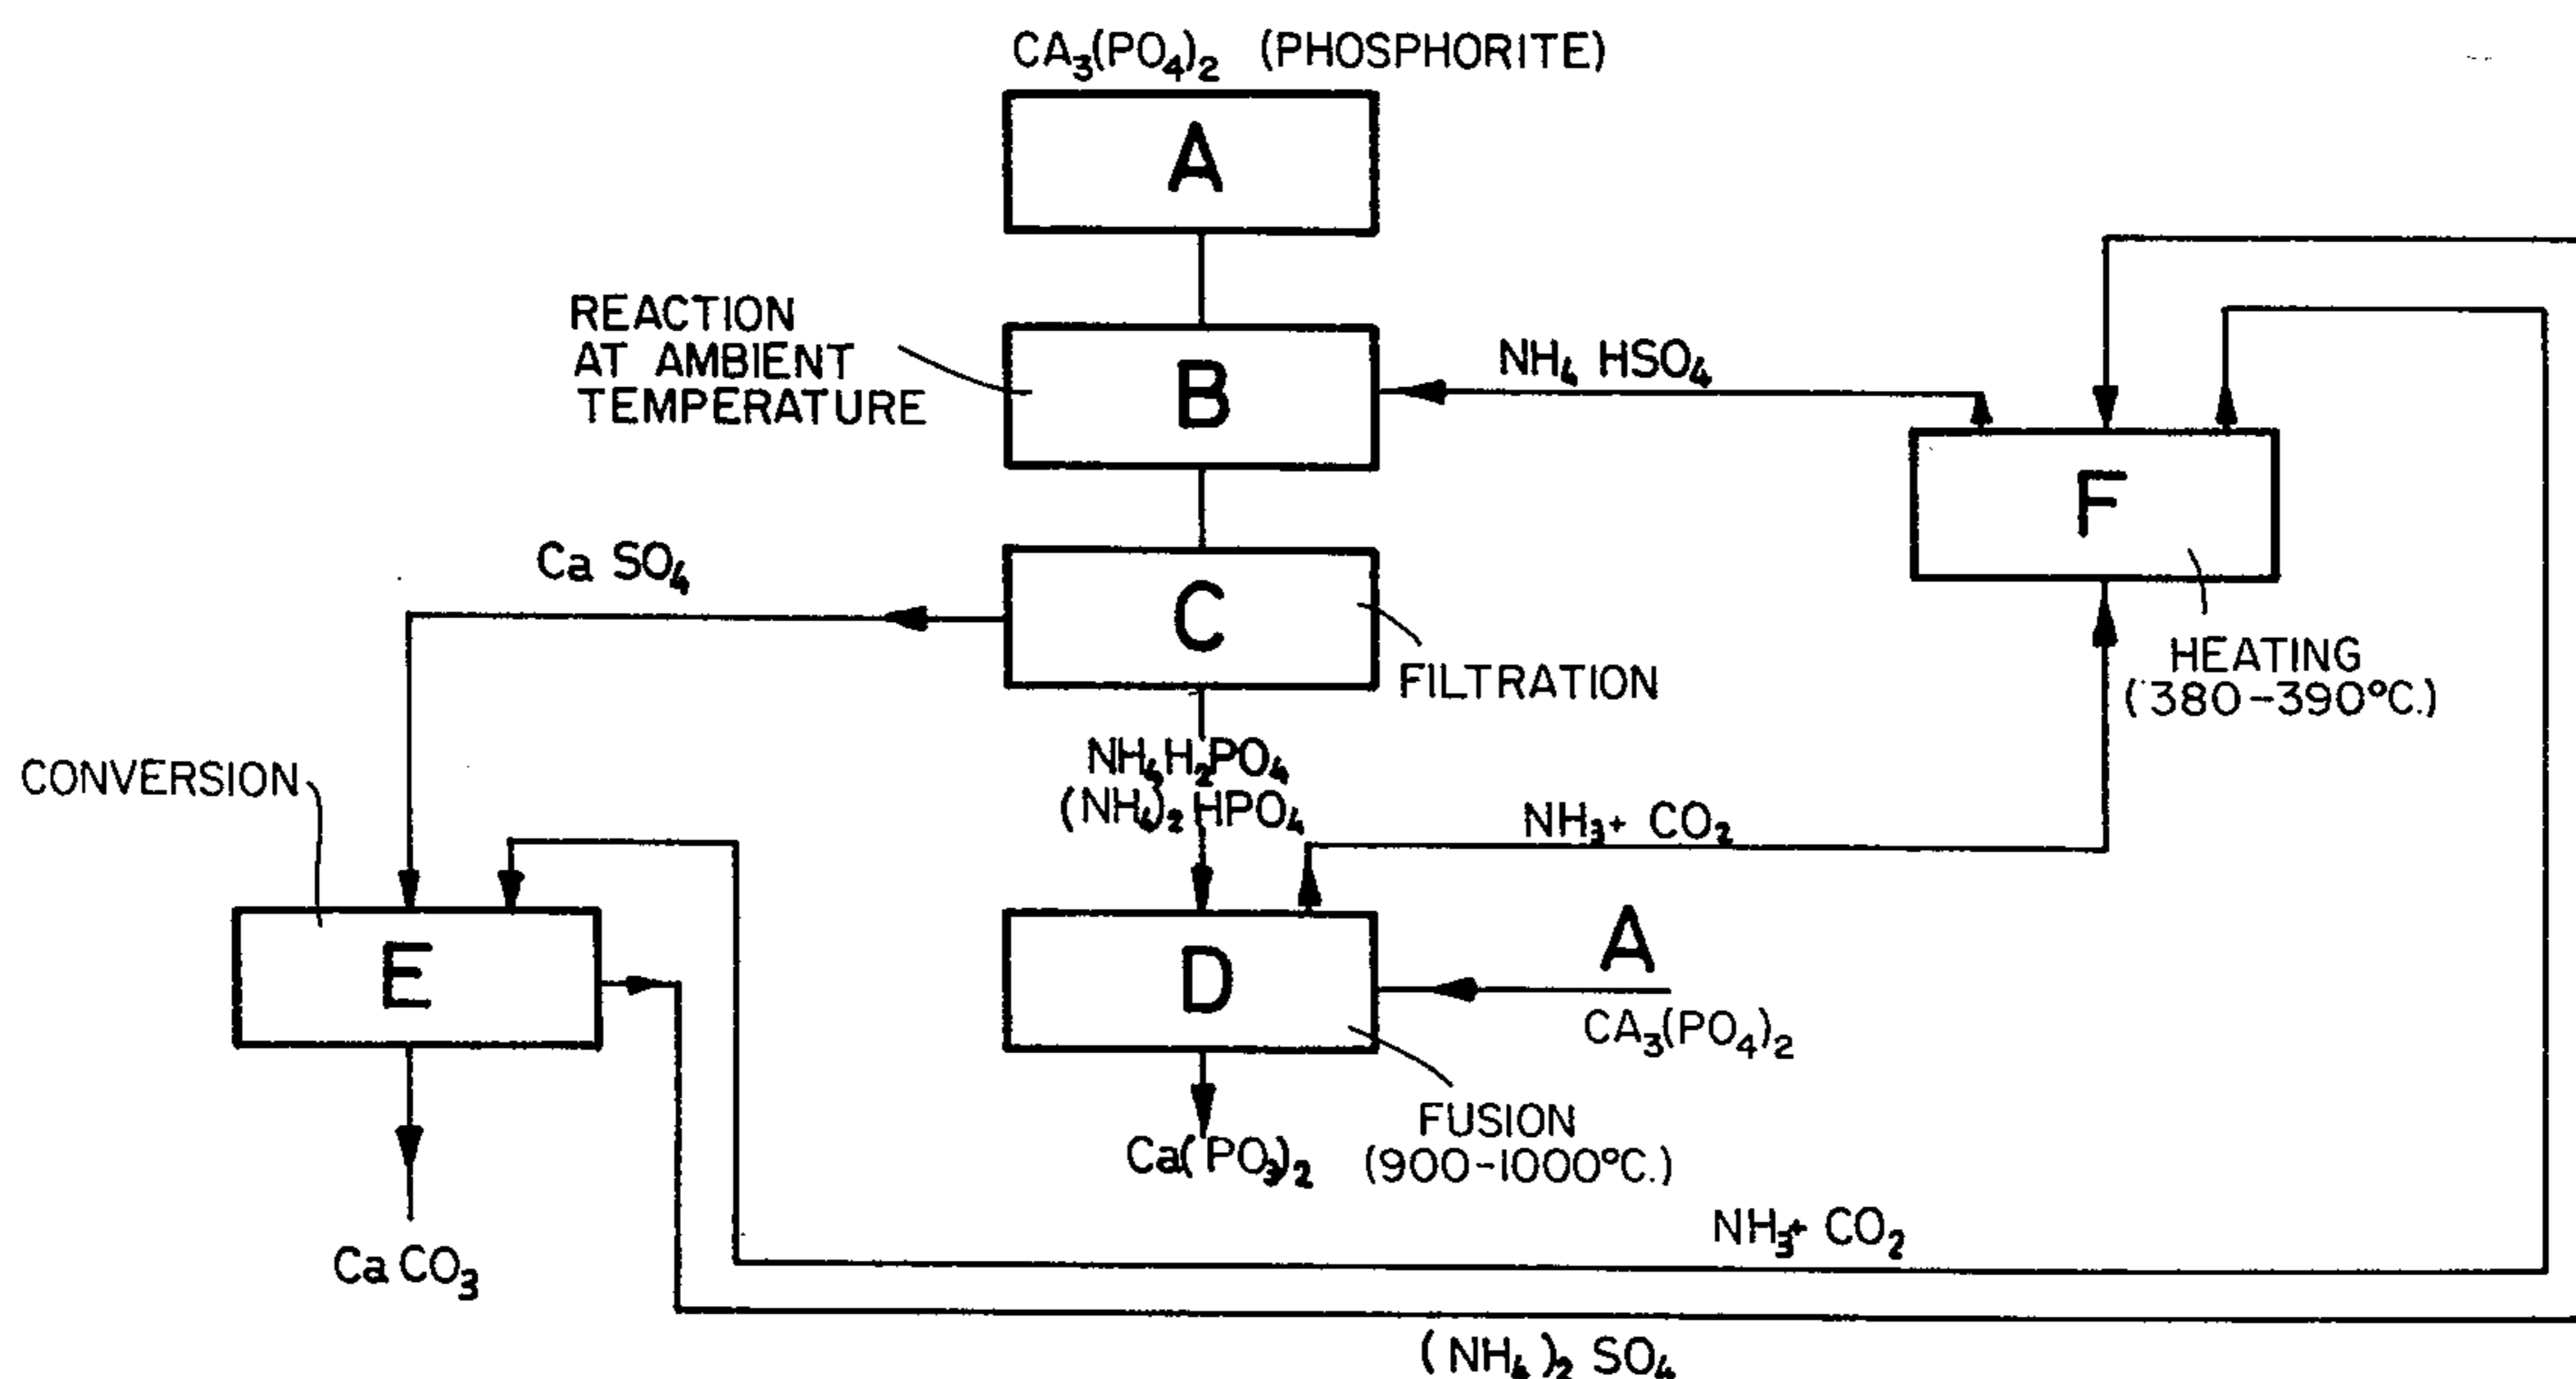 CA₃(PO₄)₂ (PHOSPHORITE)
A
REACTION
AT AMBIENT
TEMPERATURE
B
NH₄ HSO₄
F
HEATING
(380-390°C.)
Ca SO₄
C
FILTRATION
NH₄H₂PO₄
(NH₄)₂ HPO₄
CONVERSION
NH₃+ CO₂
E
D
A
CA₃(PO₄)₂
FUSION
(900-1000°C.)
Ca(PO₃)₂
Ca CO₃
NH₃+ CO₂
(NH₄)₂ SO₄